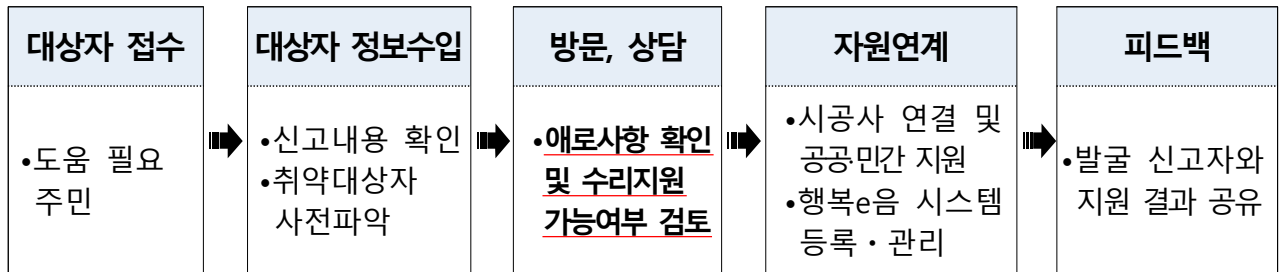 대상자 접수
•도움 필요
주민
대상자 정보수입
•신고내용 확인
•취약대상자
사전파악
방문, 상담
•애로사항 확인
및 수리지원
가능여부 검토
자원연계
•시공사 연결 및
공공·민간 지원
•행복e음 시스템
등록・관리
피드백
•발굴 신고자와
지원 결과 공유